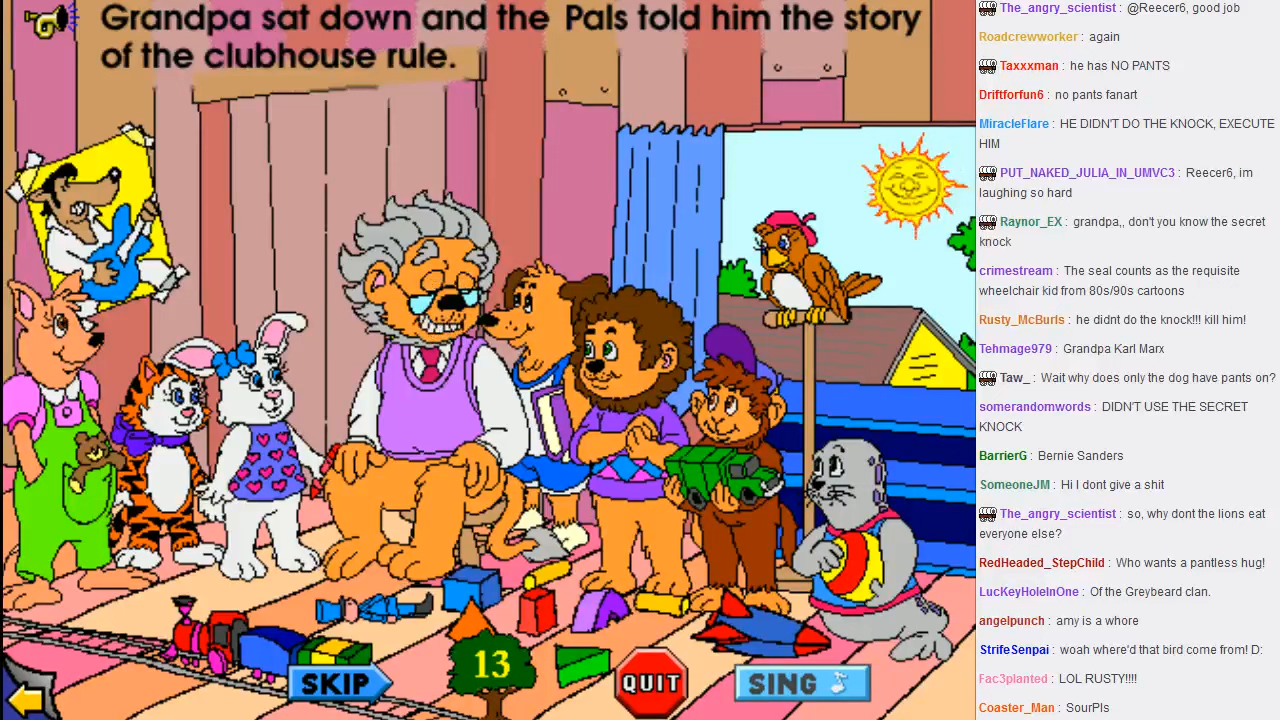 Grandpa sat down and the Pals told him the story
of the clubhouse rule.
13
SKIP
QUIT
SING
The_angry_scientist : @Reecer6, good job
Roadcrewworker : again
Taxxxman : he has NO PANTS
Driftforfun6 : no pants fanart
MiracleFlare : HE DIDN'T DO THE KNOCK, EXECUTE
HIM
PUT_NAKED_JULIA_IN_UMVC3 : Reecer6, im
laughing so hard
Raynor_EX : grandpa,, don't you know the secret
knock
crimestream : The seal counts as the requisite
wheelchair kid from 80s/90s cartoons
Rusty_McBurls : he didnt do the knock!!! kill him!
Tehmage979 : Grandpa Karl Marx
Taw_ : Wait why does only the dog have pants on?
somerandomwords : DIDN'T USE THE SECRET
KNOCK
BarrierG : Bernie Sanders
SomeoneJM : Hi I dont give a shit
The_angry_scientist : so, why dont the lions eat
everyone else?
RedHeaded_StepChild : Who wants a pantless hug!
LucKeyHoleInOne : Of the Greybeard clan.
angelpunch : amy is a whore
StrifeSenpai : woah where'd that bird come from! D:
Fac3planted : LOL RUSTY!!!!
Coaster_Man : SourPls